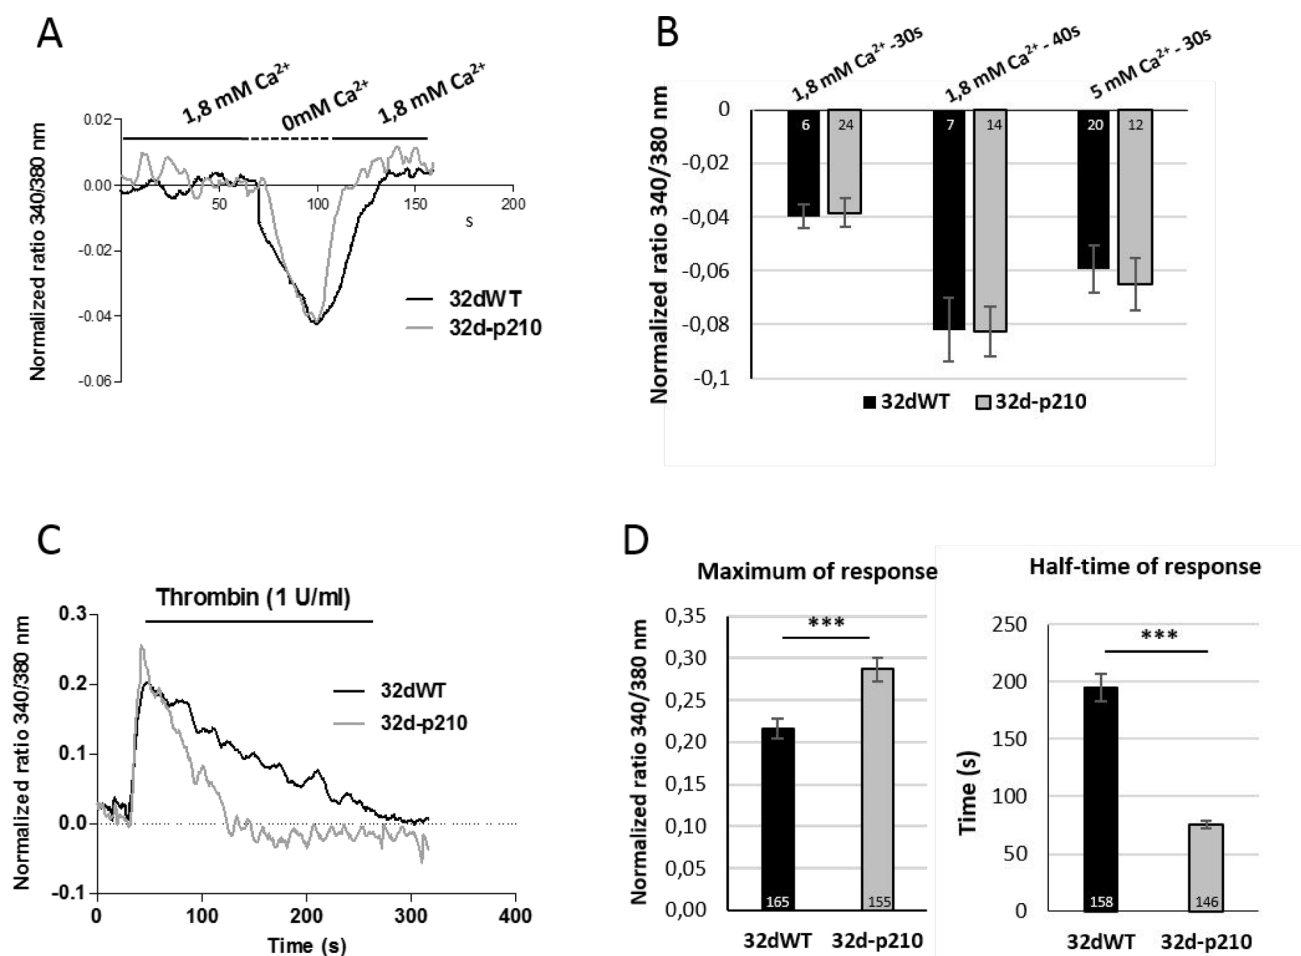 A
1,8 mM Ca²⁺
0mM Ca²⁺
1,8 mM Ca²⁺
Normalized ratio 340/380 nm
0.02
0.00
-0.02
-0.04
-0.06
50
100
150
200
s
32dWT
32d-p210
B
1,8 mM Ca²⁺ -30s
1,8 mM Ca²⁺ - 40s
5 mM Ca²⁺ - 30s
Normalized ratio 340/380 nm
0
-0,02
-0,04
-0,06
-0,08
-0,1
6
24
7
14
20
12
32dWT
32d-p210
C
Thrombin (1 U/ml)
Normalized ratio 340/380 nm
0.3
0.2
0.1
0.0
-0.1
32dWT
32d-p210
0
100
200
300
400
Time (s)
D
Maximum of response
Normalized ratio 340/380 nm
0,35
0,30
0,25
0,20
0,15
0,10
0,05
0,00
***
165
155
32dWT
32d-p210
Half-time of response
Time (s)
250
200
150
100
50
0
***
158
146
32dWT
32d-p210